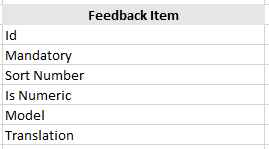 Feedback Item
Id
Mandatory
Sort Number
Is Numeric
Model
Translation